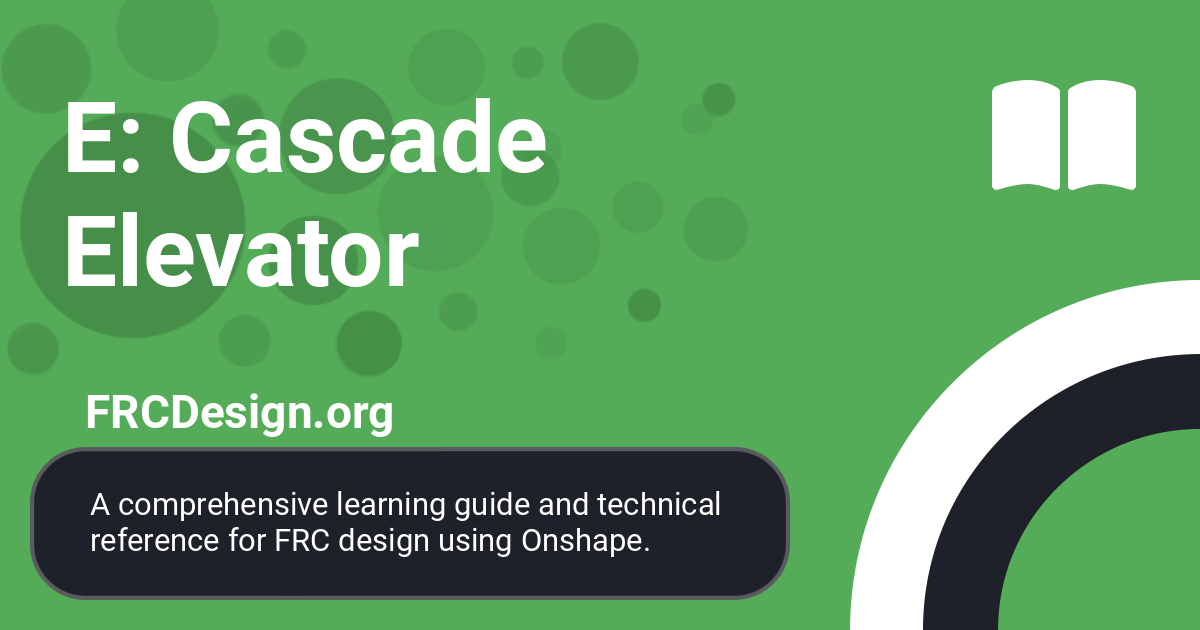 E: Cascade
Elevator
FRCDesign.org
A comprehensive learning guide and technical
reference for FRC design using Onshape.